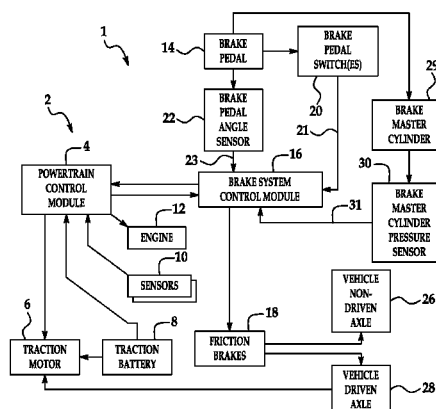 1
14
BRAKE
PEDAL
BRAKE
PEDAL
SWITCH(ES)
20
29
2
22
BRAKE
PEDAL
ANGLE
SENSOR
21
BRAKE
MASTER
CYLINDER
4
23
16
30
POWERTRAIN
CONTROL
MODULE
BRAKE SYSTEM
CONTROL MODULE
31
BRAKE
MASTER
CYLINDER
PRESSURE
SENSOR
12
ENGINE
10
SENSORS
6
8
18
VEHICLE
NON-
DRIVEN
AXLE
26
TRACTION
MOTOR
TRACTION
BATTERY
FRICTION
BRAKES
VEHICLE
DRIVEN
AXLE
28